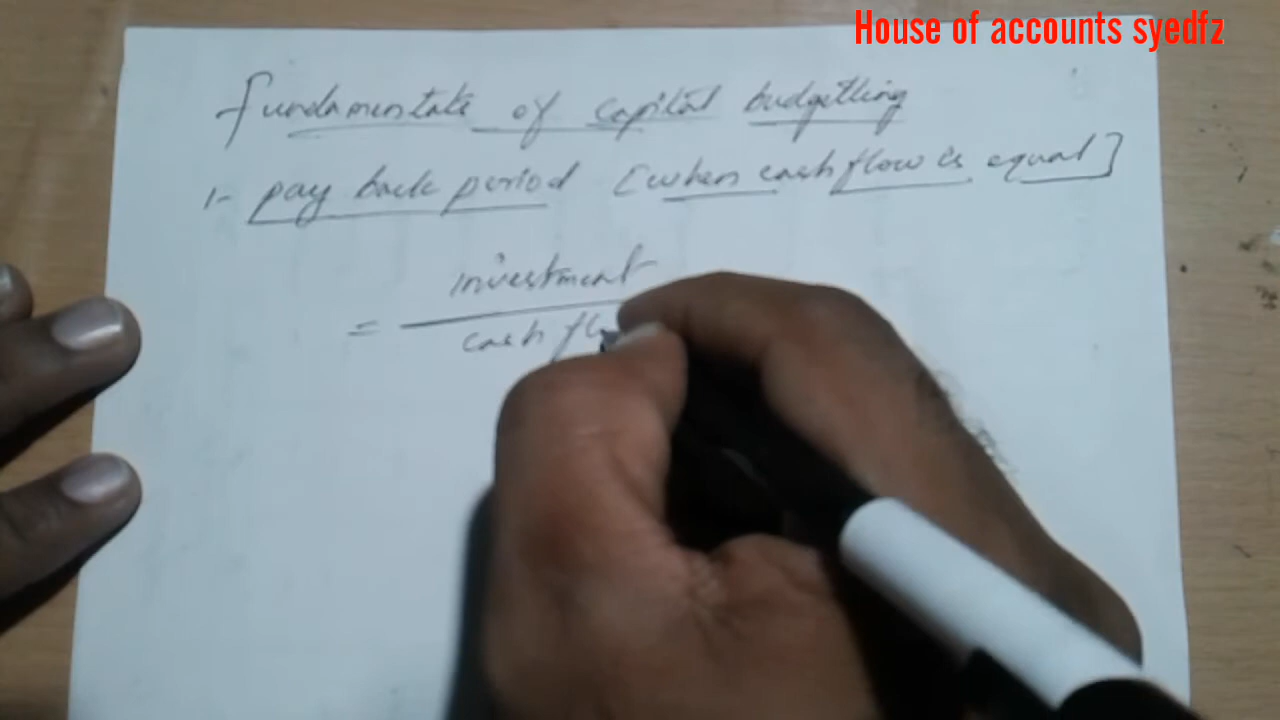 House of accounts syedfz
fundamentals of capital budgetting
1- pay back period [when cash flow is equal]
investment
= 
cash fl